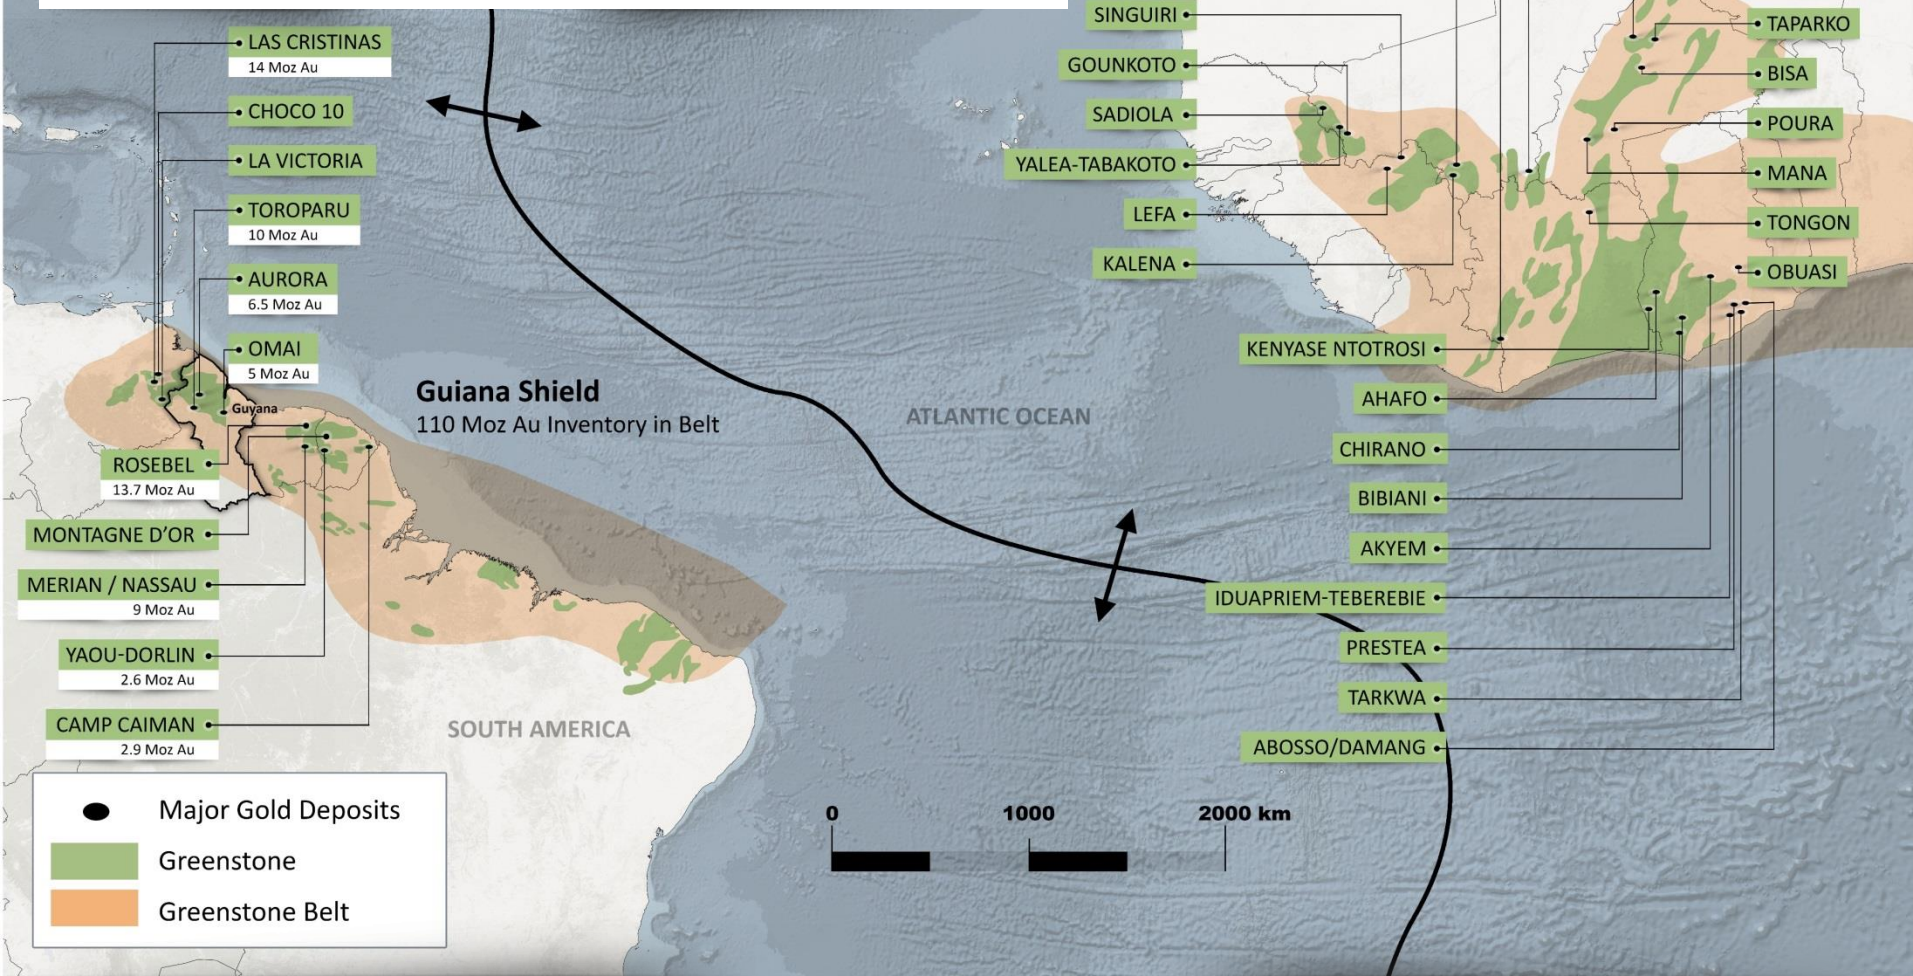 LAS CRISTINAS
14 Moz Au
CHOCO 10
LA VICTORIA
TOROPARU
10 Moz Au
AURORA
6.5 Moz Au
OMAI
5 Moz Au
Guyana
ROSEBEL
13.7 Moz Au
MONTAGNE D'OR
MERIAN / NASSAU
9 Moz Au
YAOU-DORLIN
2.6 Moz Au
CAMP CAIMAN
2.9 Moz Au
Guiana Shield
110 Moz Au Inventory in Belt
ATLANTIC OCEAN
SOUTH AMERICA
SINGUIRI
GOUNKOTO
SADIOLA
YALEA-TABAKOTO
LEFA
KALENA
TAPARKO
BISA
POURA
MANA
TONGON
OBUASI
KENYASE NTOTROSI
AHAFO
CHIRANO
BIBIANI
AKYEM
IDUAPRIEM-TEBEREBIE
PRESTEA
TARKWA
ABOSSO/DAMANG
0 1000 2000 km
Major Gold Deposits
Greenstone
Greenstone Belt